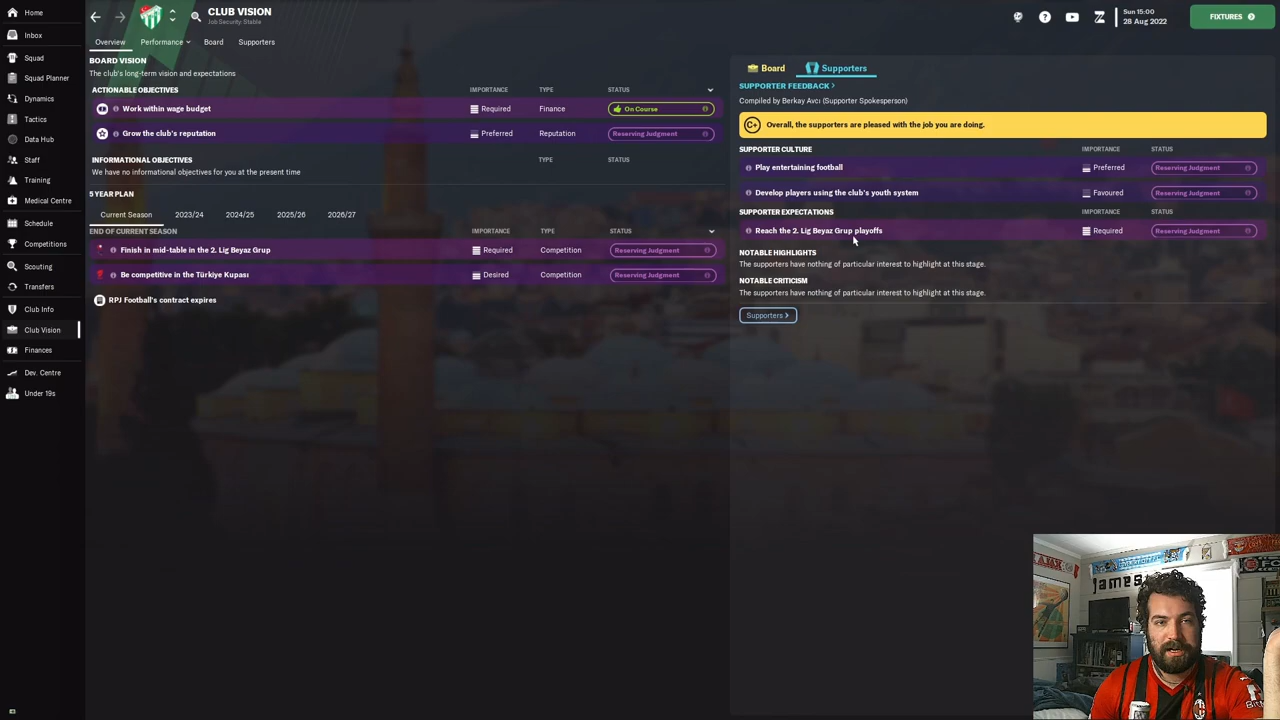 Home
Inbox
Squad
Squad Planner
Dynamics
Tactics
Data Hub
Staff
Training
Medical Centre
Schedule
Competitions
Scouting
Transfers
Club Info
Club Vision
Finances
Dev. Centre
Under 19s
CLUB VISION
Job Security: Stable
Sun 15:00
28 Aug 2022
FIXTURES
Overview Performance Board Supporters
BOARD VISION
The club's long-term vision and expectations
ACTIONABLE OBJECTIVES IMPORTANCE TYPE STATUS
Work within wage budget Required Finance On Course
Grow the club's reputation Preferred Reputation Reserving Judgment
INFORMATIONAL OBJECTIVES TYPE STATUS
We have no informational objectives for you at the present time
5 YEAR PLAN
Current Season 2023/24 2024/25 2025/26 2026/27
END OF CURRENT SEASON IMPORTANCE TYPE STATUS
Finish in mid-table in the 2. Lig Beyaz Grup Required Competition Reserving Judgment
Be competitive in the Türkiye Kupası Desired Competition Reserving Judgment
RPJ Football's contract expires
Board Supporters
SUPPORTER FEEDBACK >
Compiled by Berkay Avcı (Supporter Spokesperson)
C+ Overall, the supporters are pleased with the job you are doing.
SUPPORTER CULTURE IMPORTANCE STATUS
Play entertaining football Preferred Reserving Judgment
Develop players using the club's youth system Favoured Reserving Judgment
SUPPORTER EXPECTATIONS IMPORTANCE STATUS
Reach the 2. Lig Beyaz Grup playoffs Required Reserving Judgment
NOTABLE HIGHLIGHTS
The supporters have nothing of particular interest to highlight at this stage.
NOTABLE CRITICISM
The supporters have nothing of particular interest to highlight at this stage.
Supporters >
AJAX
james